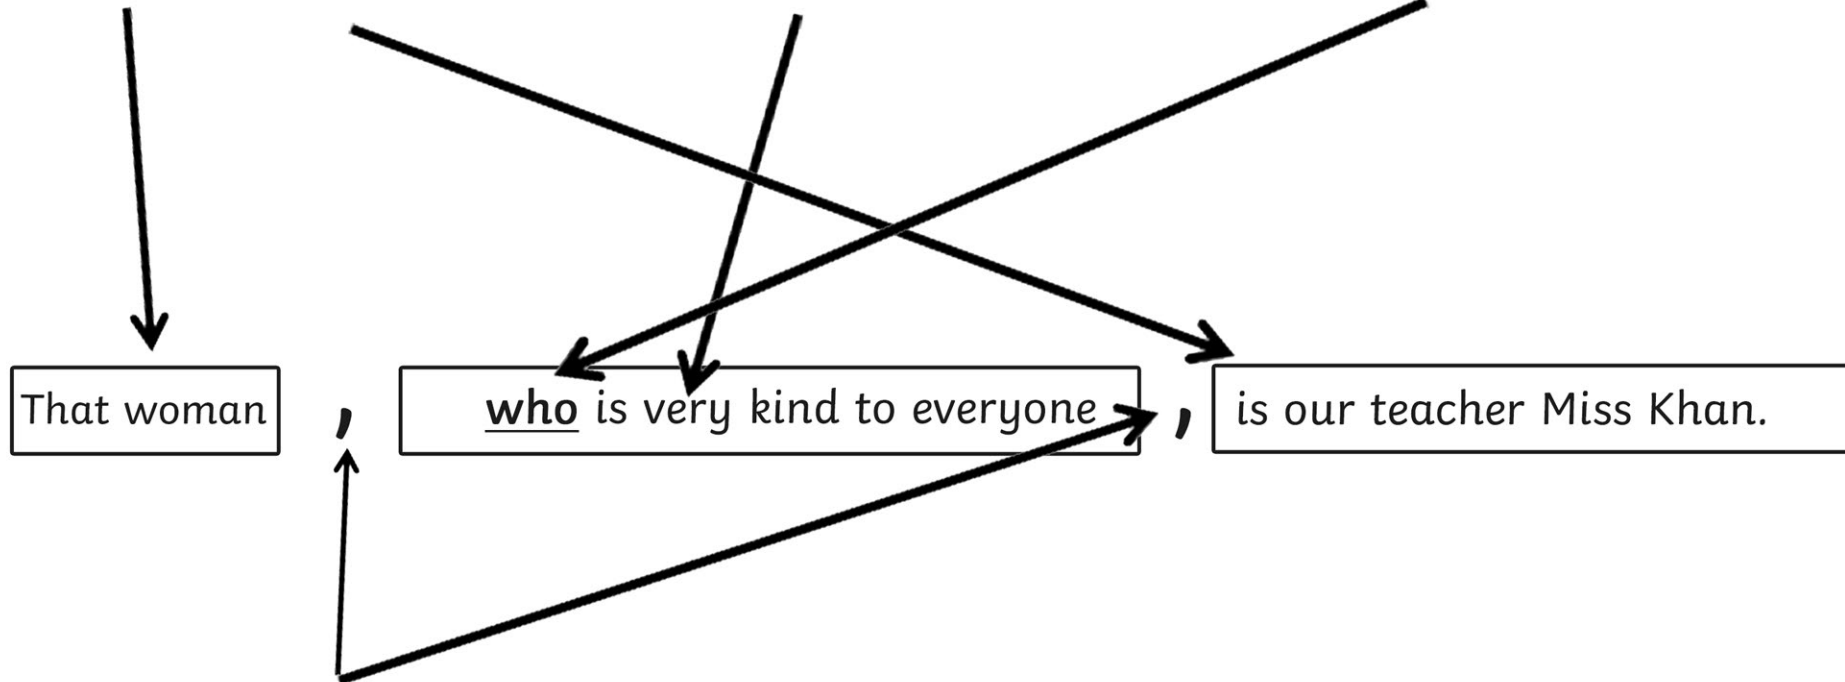 That woman , who is very kind to everyone , is our teacher Miss Khan.